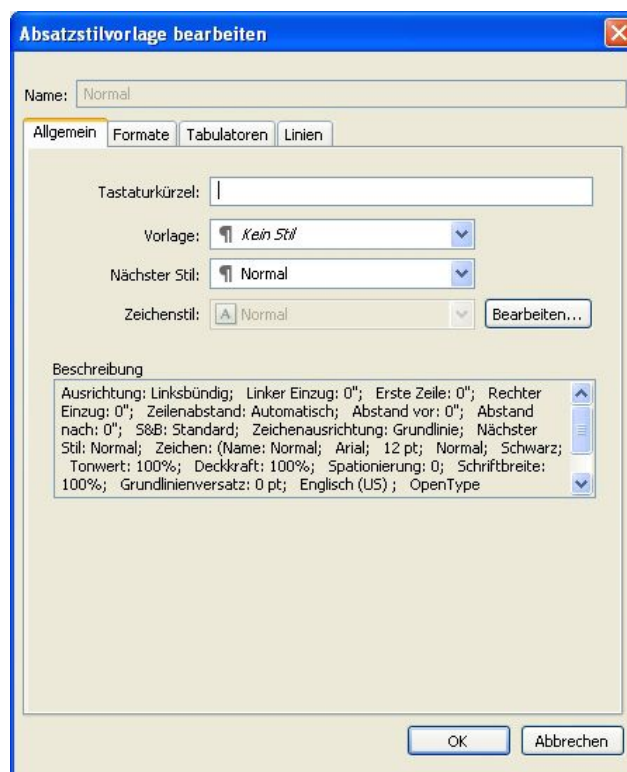 Absatzstilvorlage bearbeiten
Name: Normal
Allgemein Formate Tabulatoren Linien
Tastaturkürzel:
Vorlage: ¶ Kein Stil
Nächster Stil: ¶ Normal
Zeichenstil: A Normal Bearbeiten...
Beschreibung
Ausrichtung: Linksbündig; Linker Einzug: 0"; Erste Zeile: 0"; Rechter
Einzug: 0"; Zeilenabstand: Automatisch; Abstand vor: 0"; Abstand
nach: 0"; S&B: Standard; Zeichenausrichtung: Grundlinie; Nächster
Stil: Normal; Zeichen: (Name: Normal; Arial; 12 pt; Normal; Schwarz;
Tonwert: 100%; Deckkraft: 100%; Spationierung: 0; Schriftbreite:
100%; Grundlinienversatz: 0 pt; Englisch (US) ; OpenType
OK Abbrechen